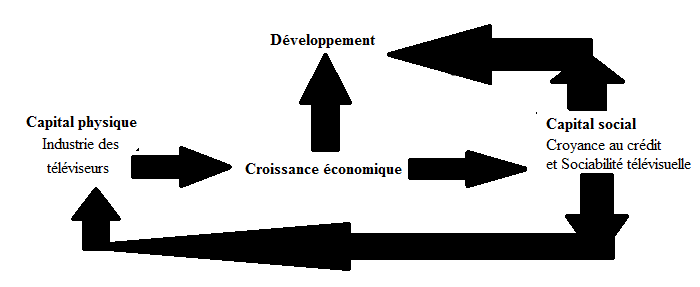 Développement
Capital physique
Industrie des
téléviseurs
Croissance économique
Capital social
Croyance au crédit
et Sociabilité télévisuelle